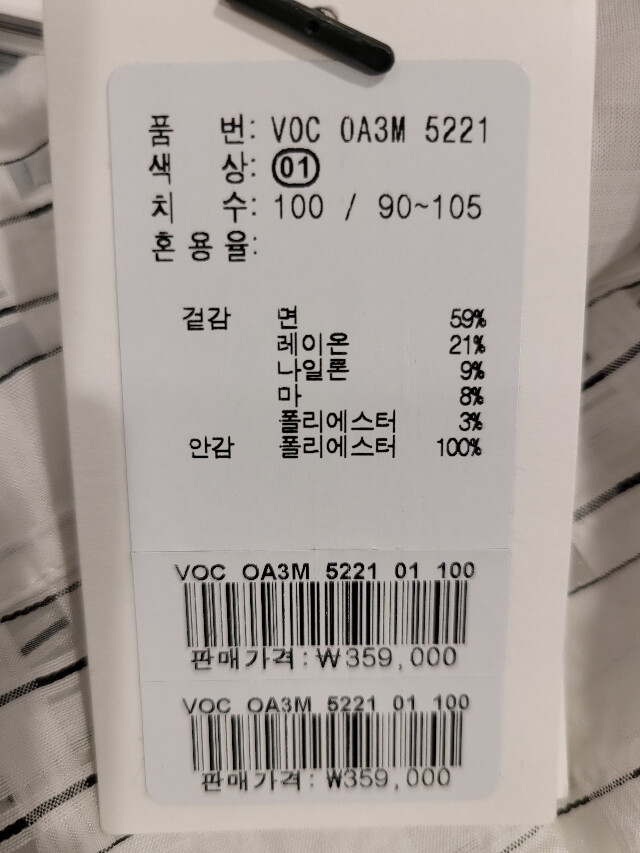 품 번: VOC 0A3M 5221
색 상: 01
치 수: 100 / 90~105
혼 용 율:
겉감 면 59%
레이온 21%
나일론 9%
마 8%
폴리에스터 3%
안감 폴리에스터 100%
VOC OA3M 5221 01 100
판매가격 : ₩359,000
VOC OA3M 5221 01 100
판매가격 : ₩359,000